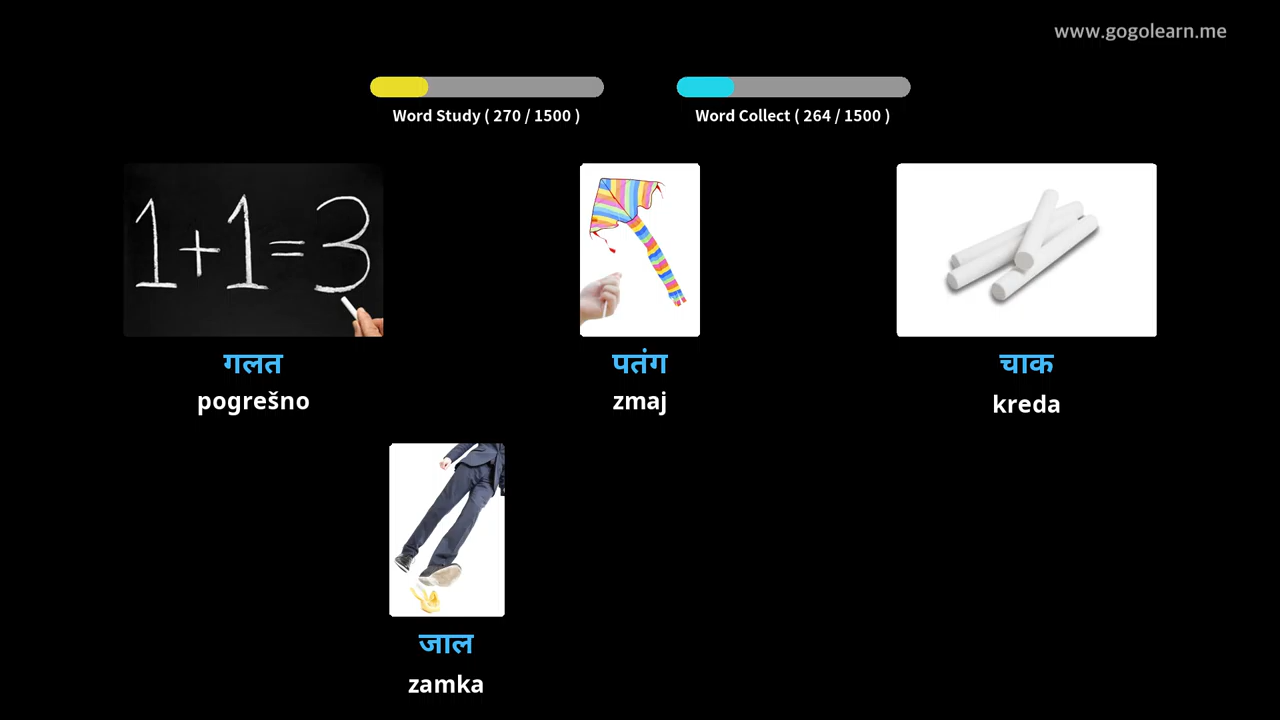 www.gogolearn.me
Word Study ( 270 / 1500 )
Word Collect ( 264 / 1500 )
1+1=3
गलत
पतंग
चाक
pogrešno
zmaj
kreda
जाल
zamka